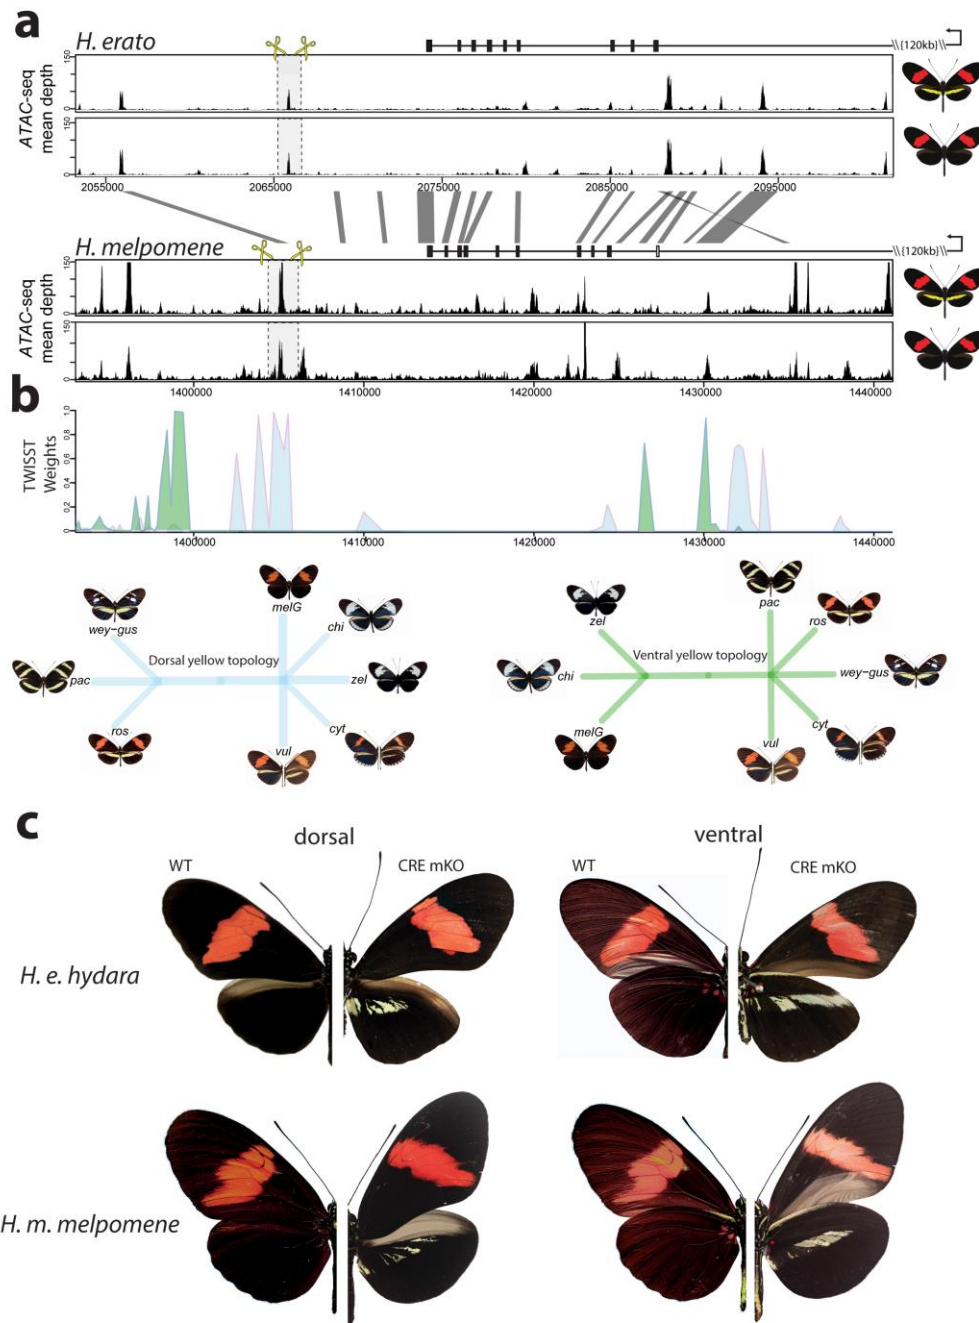 a
H. erato
\\{120kb}\\
ATAC-seq
mean depth
0 50 150
0 50 150
2055000 2065000 2075000 2085000 2095000
H. melpomene
\\{120kb}\\
ATAC-seq
mean depth
0 50 150
0 50 150
1400000 1410000 1420000 1430000 1440000
b
TWISST
Weights
0 0,2 0,4 0,6 0,8 1,0
1400000 1410000 1420000 1430000 1440000
Dorsal yellow topology
wey-gus
melG
chi
pac
zel
ros
vul
cyt
Ventral yellow topology
zel
pac
ros
chi
wey-gus
melG
vul
cyt
c
dorsal
ventral
WT
CRE mKO
WT
CRE mKO
H. e. hydara
H. m. melpomene